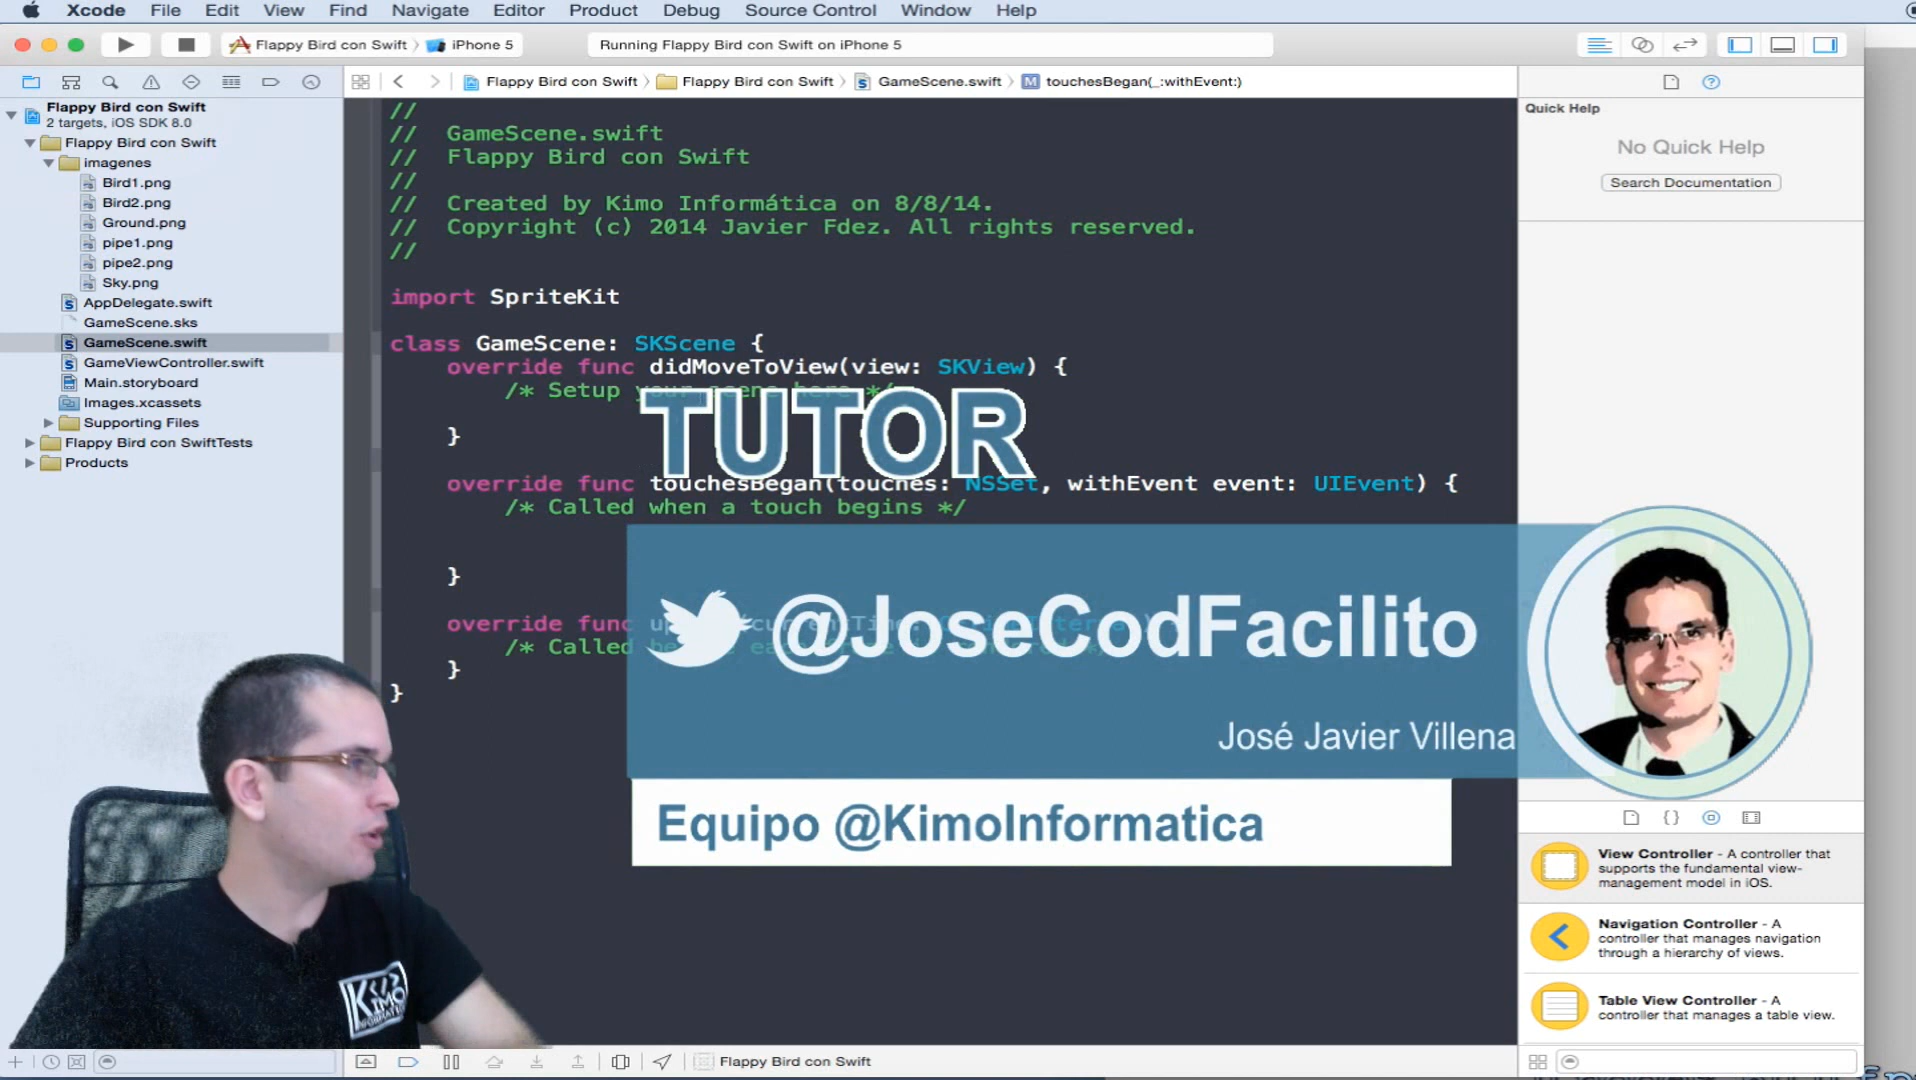 Xcode File Edit View Find Navigate Editor Product Debug Source Control Window Help
Flappy Bird con Swift iPhone 5
Running Flappy Bird con Swift on iPhone 5
Flappy Bird con Swift Flappy Bird con Swift GameScene.swift M touchesBegan(_:withEvent:)
Flappy Bird con Swift
2 targets, iOS SDK 8.0
Flappy Bird con Swift
imagenes
Bird1.png
Bird2.png
Ground.png
pipe1.png
pipe2.png
Sky.png
AppDelegate.swift
GameScene.sks
GameScene.swift
GameViewController.swift
Main.storyboard
Images.xcassets
Supporting Files
Flappy Bird con SwiftTests
Products
//
// GameScene.swift
// Flappy Bird con Swift
//
// Created by Kimo Informática on 8/8/14.
// Copyright (c) 2014 Javier Fdez. All rights reserved.
//
import SpriteKit
class GameScene: SKScene {
override func didMoveToView(view: SKView) {
/* Setup your scene here */
}
override func touchesBegan(touches: NSSet, withEvent event: UIEvent) {
/* Called when a touch begins */
}
override func
/* Called
}
}
TUTOR
@JoseCodFacilito
José Javier Villena
Equipo @KimoInformatica
KIMO
Quick Help
No Quick Help
Search Documentation
View Controller - A controller that
supports the fundamental view-
management model in iOS.
Navigation Controller - A
controller that manages navigation
through a hierarchy of views.
Table View Controller - A
controller that manages a table view.
Flappy Bird con Swift